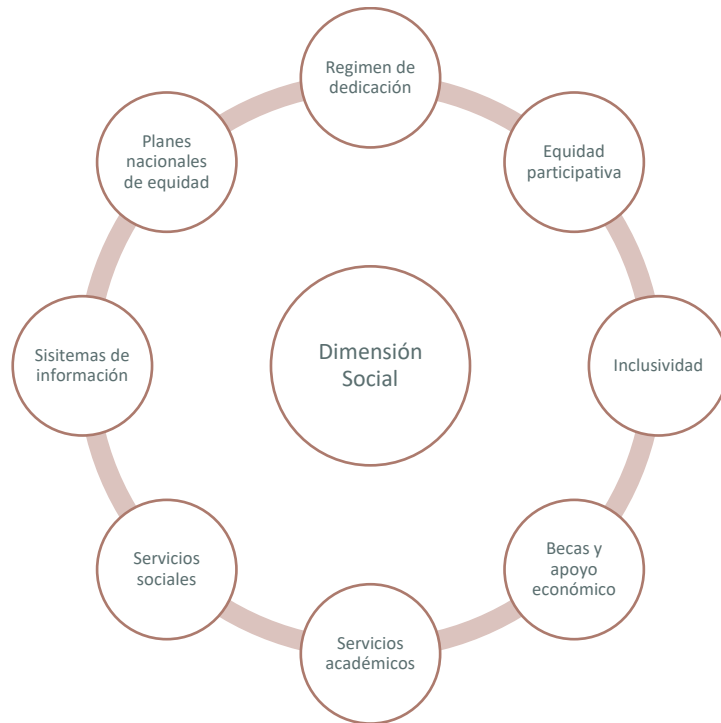 Regimen de
dedicación
Equidad
participativa
Inclusividad
Becas y
apoyo
económico
Servicios
académicos
Servicios
sociales
Sisitemas de
información
Planes
nacionales
de equidad
Dimensión
Social